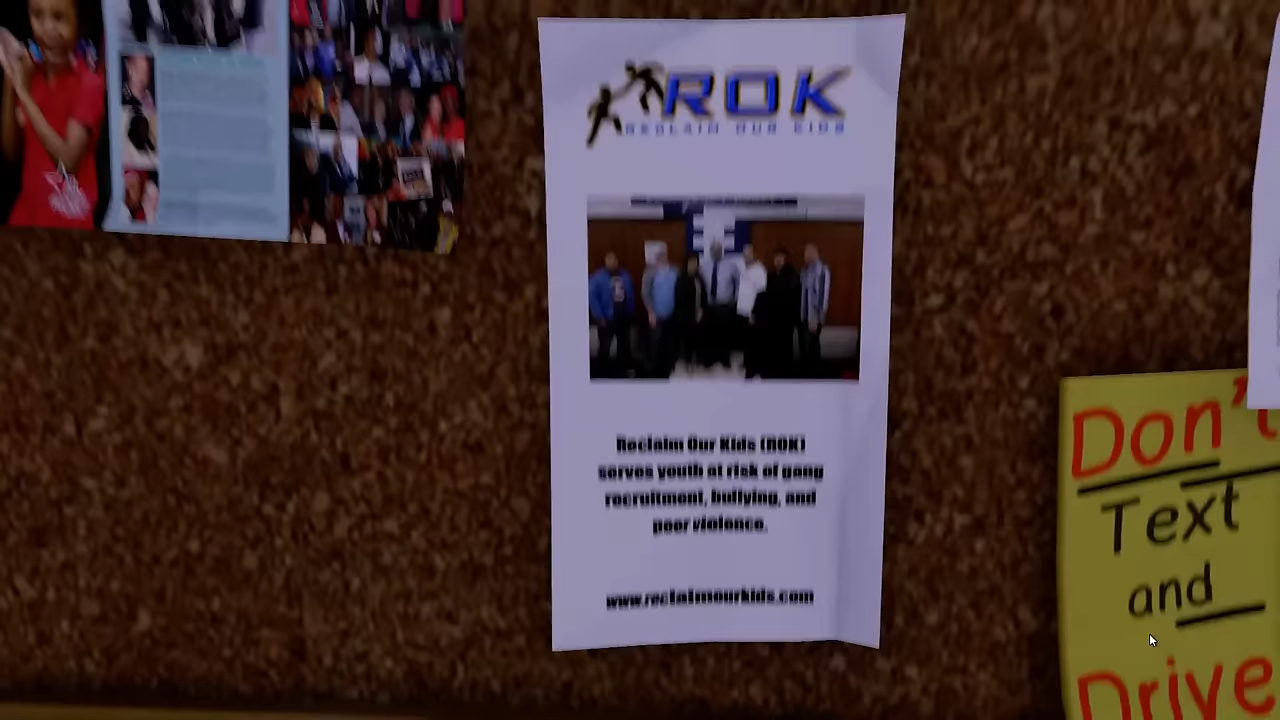 ROK
RECLAIM OUR KIDS
Reclaim Our Kids (ROK)
serves youth at risk of gang
recruitment, bullying, and
peer violence.
www.reclaimourkids.com
Don't
Text
and
Drive